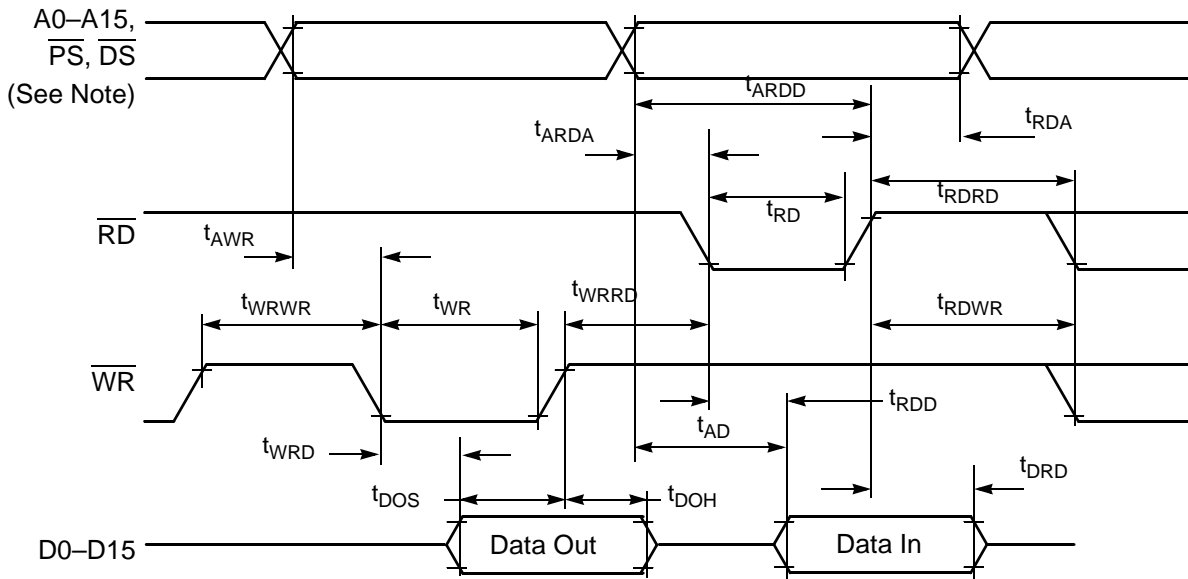 A0–A15,
PS, DS
(See Note)
tARDD
tARDA
tRDA
tRD
tRDRD
RD
tAWR
tWRWR
tWR
tWRRD
tRDWR
WR
tRDD
tAD
tWRD
tDRD
tDOS
tDOH
D0–D15
Data Out
Data In